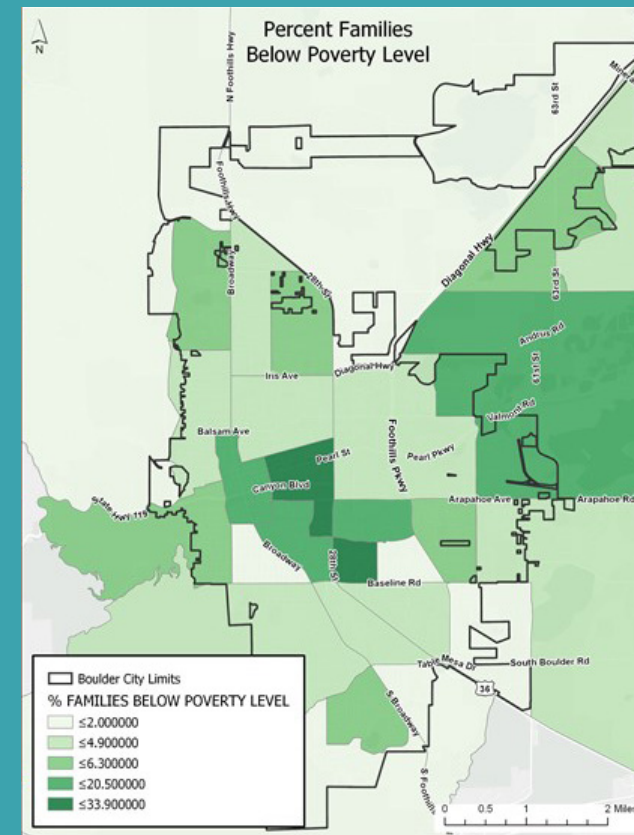 Percent Families
Below Poverty Level
N
N Foothills Hwy
63rd St
Foothills Hwy
Broadway
28th St
Diagonal Hwy
63rd St
Andrus Rd
61st St
Diagonal Hwy
Iris Ave
Valmont Rd
Balsam Ave
Foothills Pkwy
Pearl St
Pearl Pkwy
Canyon Blvd
State Hwy 119
Arapahoe Ave
Arapahoe Rd
Broadway
28th St
Baseline Rd
Table Mesa Dr
South Boulder Rd
36
S Broadway
S Foothills
Boulder City Limits
% FAMILIES BELOW POVERTY LEVEL
≤2.000000
≤4.900000
≤6.300000
≤20.500000
≤33.900000
0 0.5 1 2 Miles